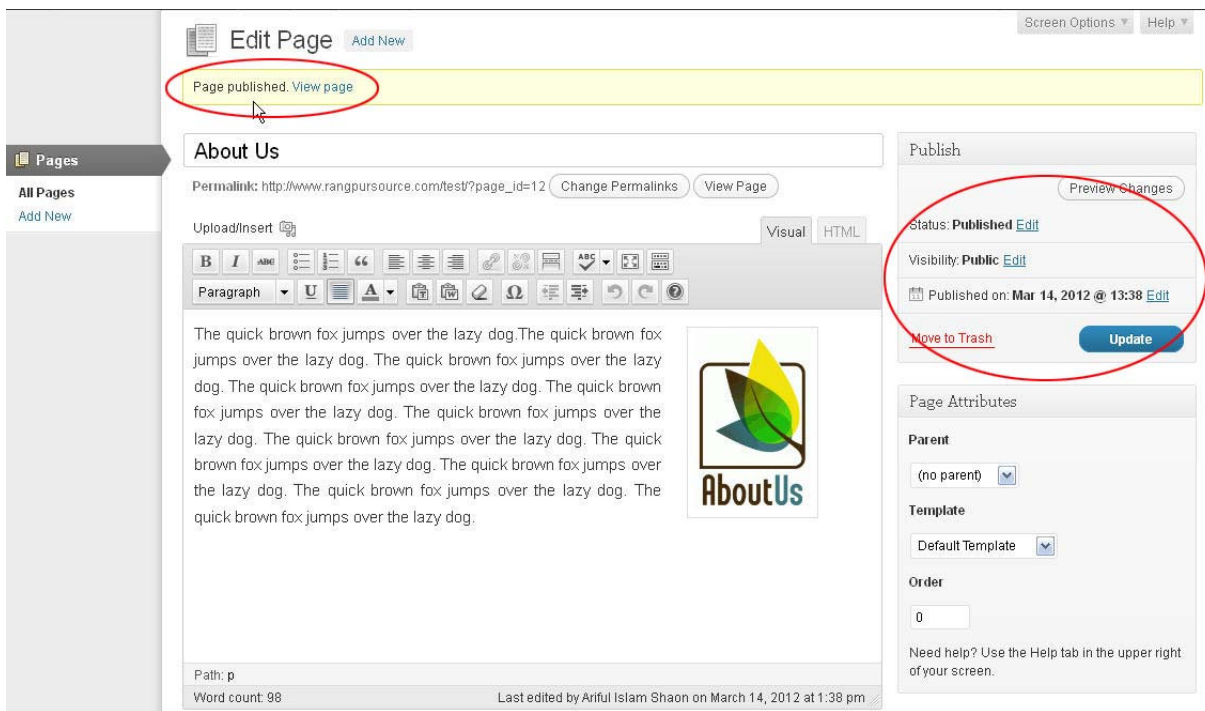 Screen Options Help
Edit Page Add New
Page published. View page
Pages
All Pages
Add New
About Us
Permalink: http://www.rangpursource.com/test/?page_id=12 Change Permalinks View Page
Upload/Insert
Visual HTML
B I ABC ABC
Paragraph U A T W Ω
The quick brown fox jumps over the lazy dog.The quick brown fox
jumps over the lazy dog. The quick brown fox jumps over the lazy
dog. The quick brown fox jumps over the lazy dog. The quick brown
fox jumps over the lazy dog. The quick brown fox jumps over the
lazy dog. The quick brown fox jumps over the lazy dog. The quick
brown fox jumps over the lazy dog. The quick brown fox jumps over
the lazy dog. The quick brown fox jumps over the lazy dog. The
quick brown fox jumps over the lazy dog.
AboutUs
Path: p
Word count: 98 Last edited by Ariful Islam Shaon on March 14, 2012 at 1:38 pm
Publish
Preview Changes
Status: Published Edit
Visibility: Public Edit
Published on: Mar 14, 2012 @ 13:38 Edit
Move to Trash Update
Page Attributes
Parent
(no parent)
Template
Default Template
Order
0
Need help? Use the Help tab in the upper right
of your screen.